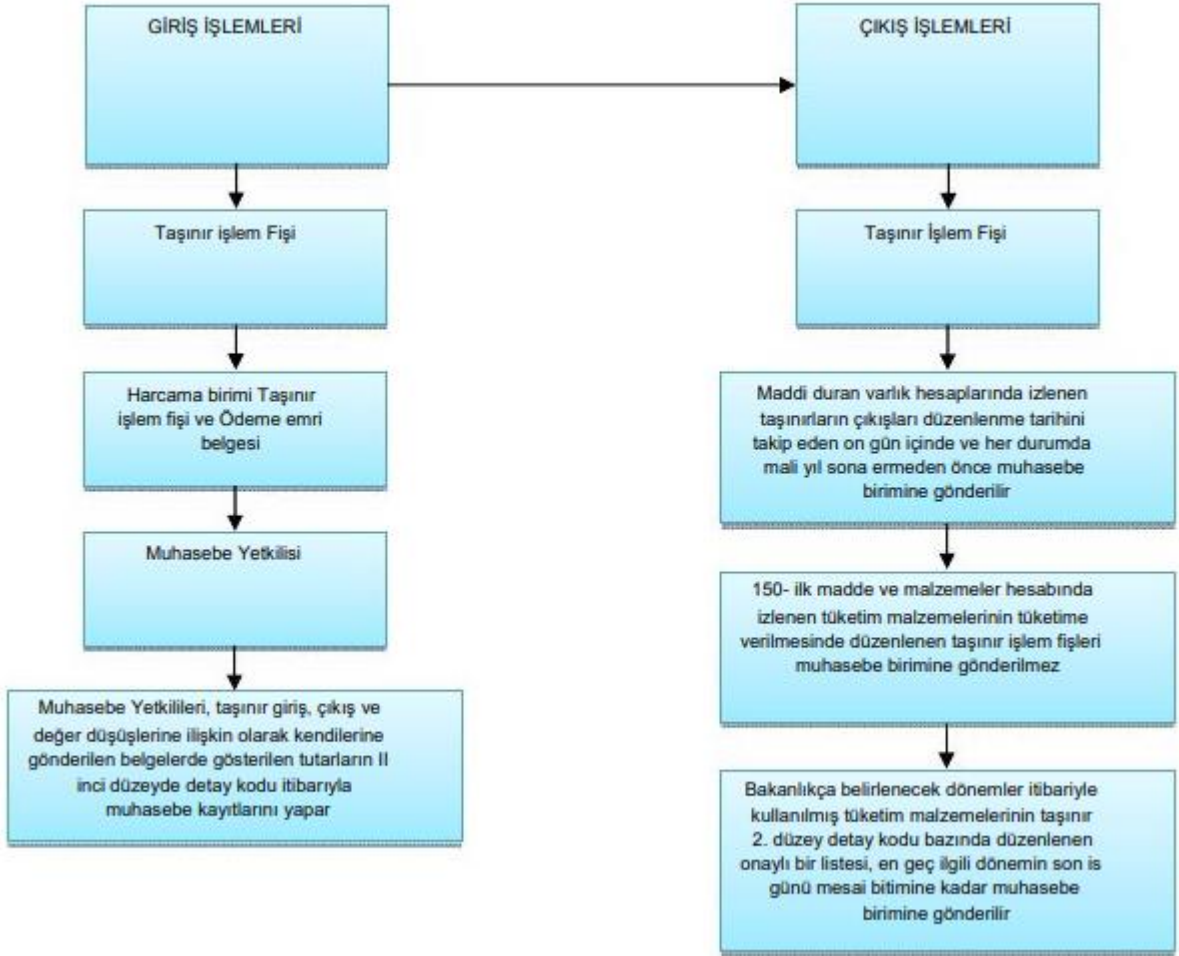 GİRİŞ İŞLEMLERİ
Taşınır işlem Fişi
Harcama birimi Taşınır
işlem fişi ve Ödeme emri
belgesi
Muhasebe Yetkilisi
Muhasebe Yetkilileri, taşınır giriş, çıkış ve
değer düşüşlerine ilişkin olarak kendilerine
gönderilen belgelerde gösterilen tutarların II
inci düzeyde detay kodu itibarıyla
muhasebe kayıtlarını yapar
ÇIKIŞ İŞLEMLERİ
Taşınır İşlem Fişi
Maddi duran varlık hesaplarında izlenen
taşınırların çıkışları düzenlenme tarihini
takip eden on gün içinde ve her durumda
mali yıl sona ermeden önce muhasebe
birimine gönderilir
150- ilk madde ve malzemeler hesabında
izlenen tüketim malzemelerinin tüketime
verilmesinde düzenlenen taşınır işlem fişleri
muhasebe birimine gönderilmez
Bakanlıkça belirlenecek dönemler itibariyle
kullanılmış tüketim malzemelerinin taşınır
2. düzey detay kodu bazında düzenlenen
onaylı bir listesi, en geç ilgili dönemin son is
günü mesai bitimine kadar muhasebe
birimine gönderilir